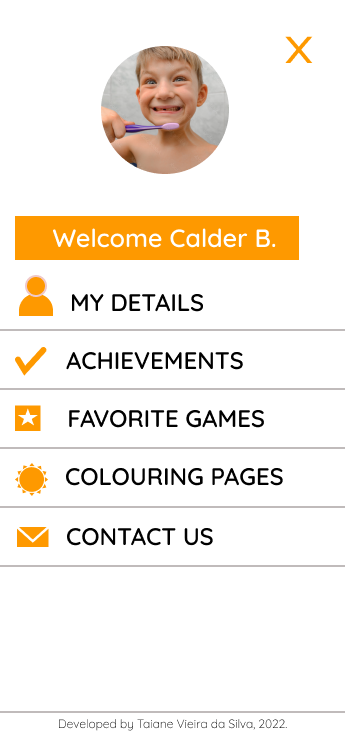 X
Welcome Calder B.
MY DETAILS
ACHIEVEMENTS
FAVORITE GAMES
COLOURING PAGES
CONTACT US
Developed by Taiane Vieira da Silva, 2022.